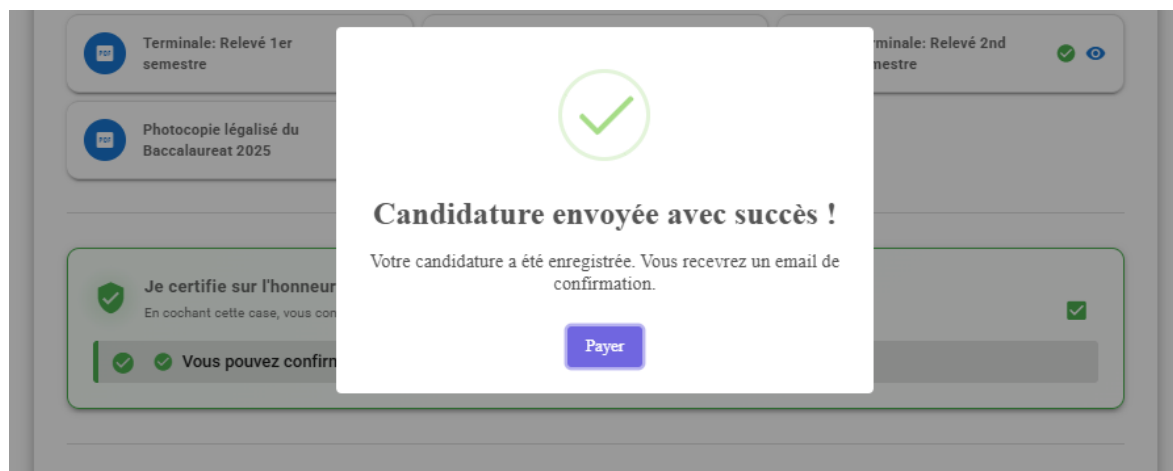 Terminale: Relevé 1er
semestre
rminale: Relevé 2nd
nestre
Photocopie légalisé du
Baccalaureat 2025
Candidature envoyée avec succès !
Votre candidature a été enregistrée. Vous recevrez un email de
confirmation.
Payer
Je certifie sur l'honneur
En cochant cette case, vous con
Vous pouvez confirn